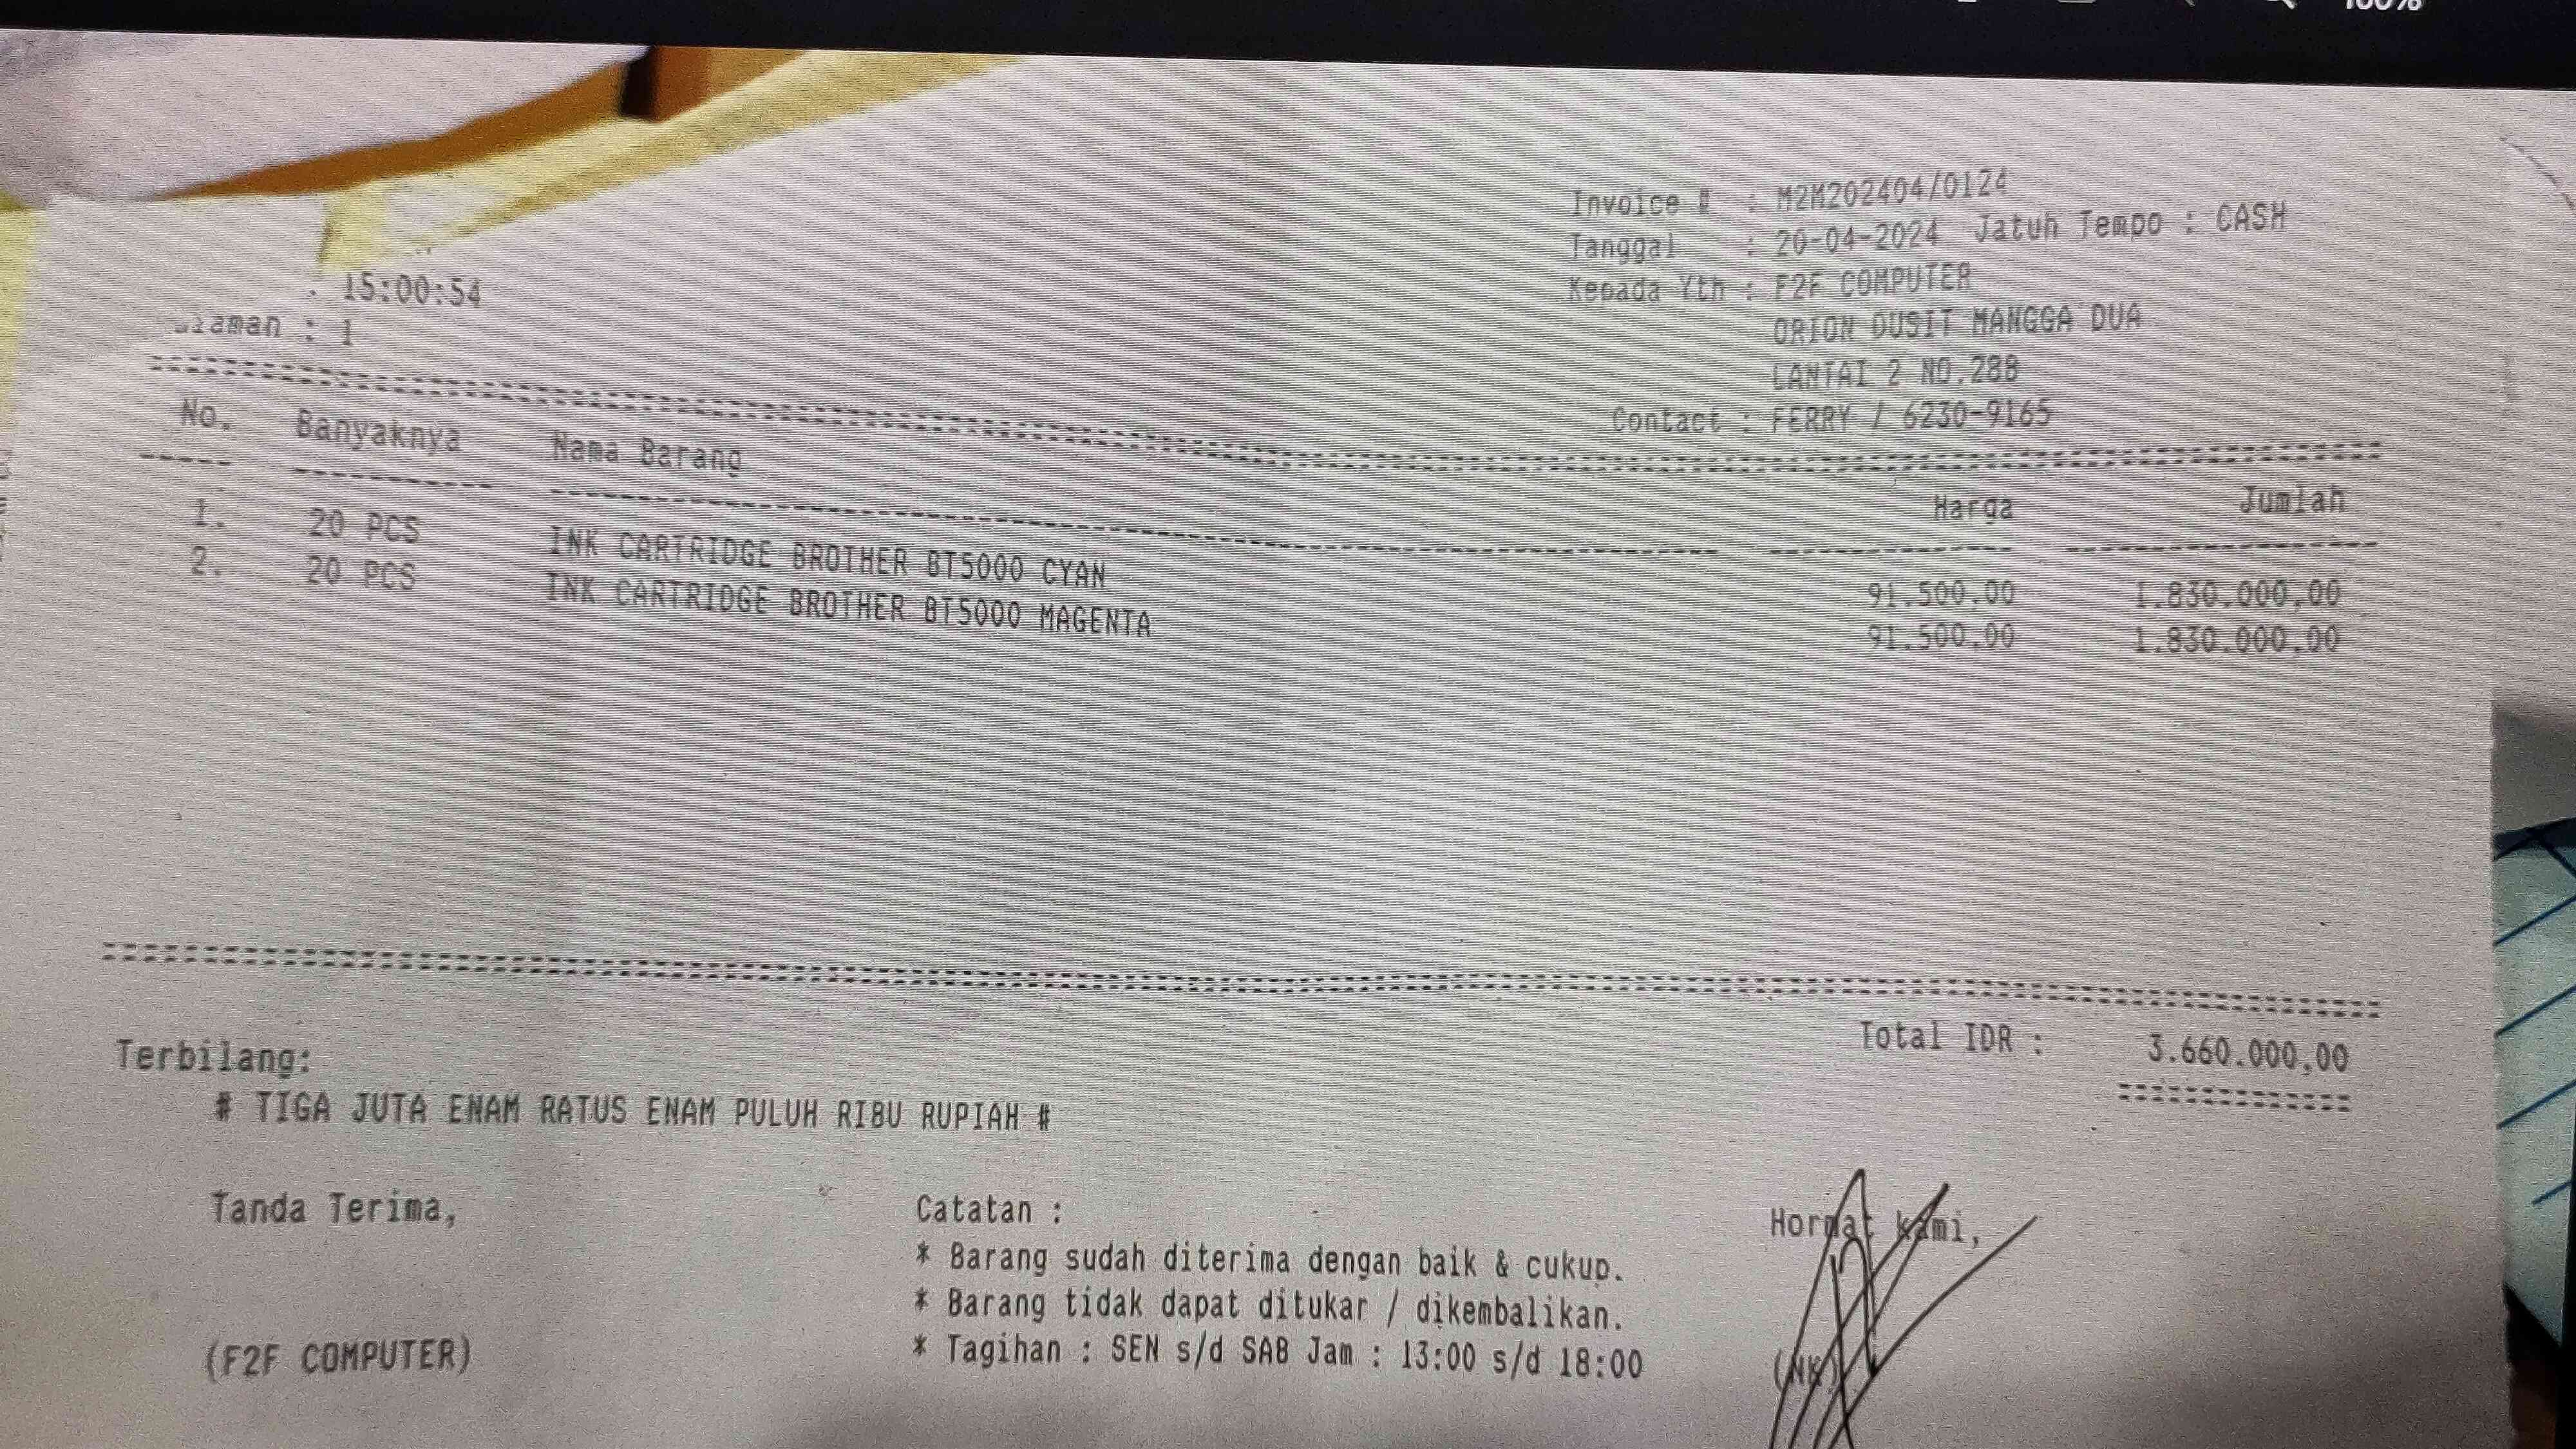 100%
Invoice # : M2M202404/0124
Tanggal : 20-04-2024 Jatuh Tempo : CASH
Kepada Yth : F2F COMPUTER
ORION DUSIT MANGGA DUA
LANTAI 2 NO.288
Contact : FERRY / 6230-9165
15:00:54
: 1
No. Banyaknya Nama Barang Harga Jumlah
1. 20 PCS INK CARTRIDGE BROTHER BT5000 CYAN 91.500,00 1.830.000,00
2. 20 PCS INK CARTRIDGE BROTHER BT5000 MAGENTA 91.500,00 1.830.000,00
Total IDR : 3.660.000,00
Terbilang:
# TIGA JUTA ENAM RATUS ENAM PULUH RIBU RUPIAH #
Tanda Terima,
(F2F COMPUTER)
Catatan :
* Barang sudah diterima dengan baik & cukup.
* Barang tidak dapat ditukar / dikembalikan.
* Tagihan : SEN s/d SAB Jam : 13:00 s/d 18:00
Hormat kami,